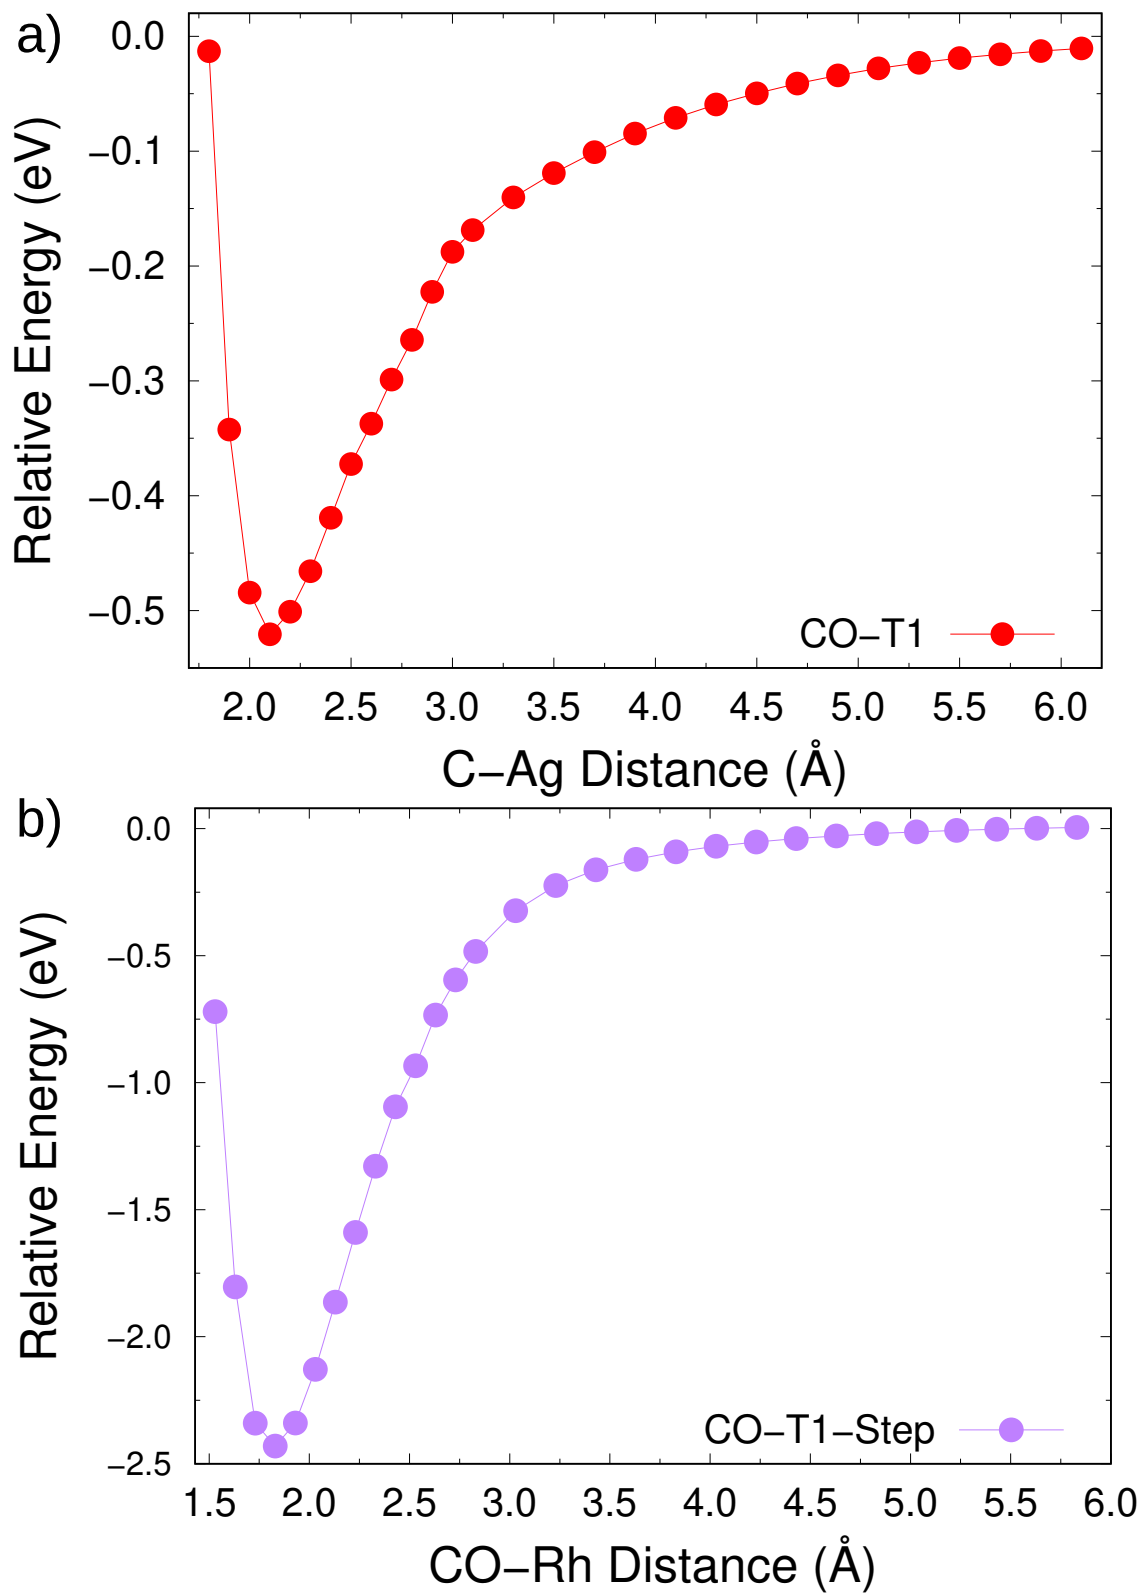 a)
0.0
−0.1
−0.2
−0.3
−0.4
−0.5
Relative Energy (eV)
CO−T1
2.0 2.5 3.0 3.5 4.0 4.5 5.0 5.5 6.0
C−Ag Distance (Å)
b)
0.0
−0.5
−1.0
−1.5
−2.0
−2.5
Relative Energy (eV)
CO−T1−Step
1.5 2.0 2.5 3.0 3.5 4.0 4.5 5.0 5.5 6.0
CO−Rh Distance (Å)